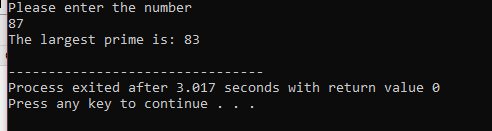 Please enter the number
87
The largest prime is: 83
--------------------------------
Process exited after 3.017 seconds with return value 0
Press any key to continue . . .